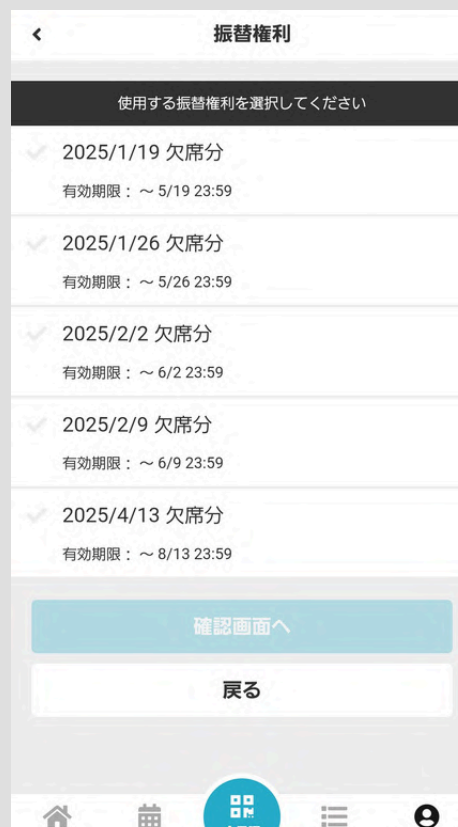 振替権利
使用する振替権利を選択してください
2025/1/19 欠席分
有効期限： ～ 5/19 23:59
2025/1/26 欠席分
有効期限： ～ 5/26 23:59
2025/2/2 欠席分
有効期限： ～ 6/2 23:59
2025/2/9 欠席分
有効期限： ～ 6/9 23:59
2025/4/13 欠席分
有効期限： ～ 8/13 23:59
確認画面へ
戻る